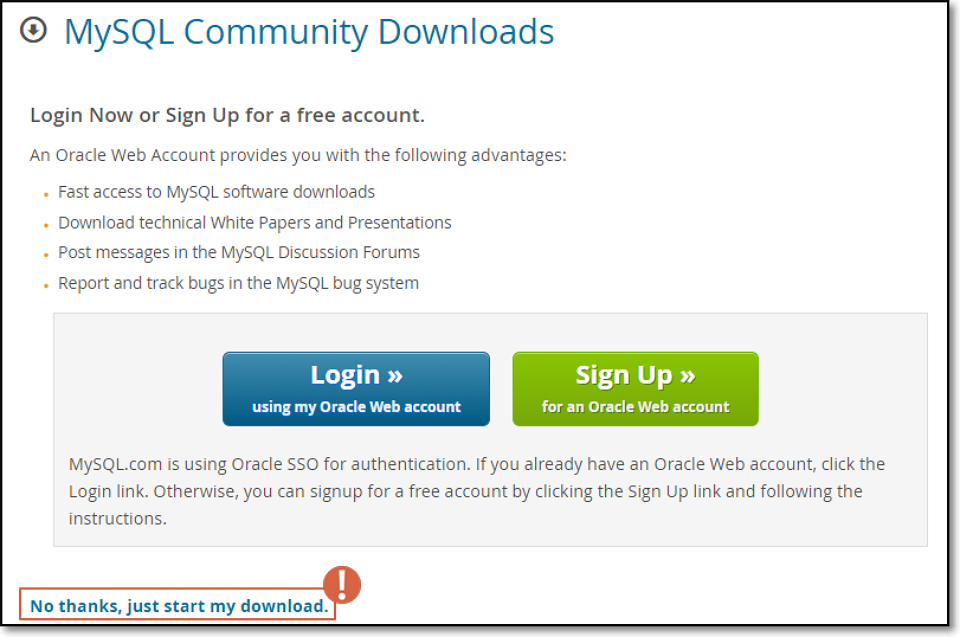 MySQL Community Downloads
Login Now or Sign Up for a free account.
An Oracle Web Account provides you with the following advantages:
Fast access to MySQL software downloads
Download technical White Papers and Presentations
Post messages in the MySQL Discussion Forums
Report and track bugs in the MySQL bug system
Login »
using my Oracle Web account
Sign Up »
for an Oracle Web account
MySQL.com is using Oracle SSO for authentication. If you already have an Oracle Web account, click the
Login link. Otherwise, you can signup for a free account by clicking the Sign Up link and following the
instructions.
!
No thanks, just start my download.